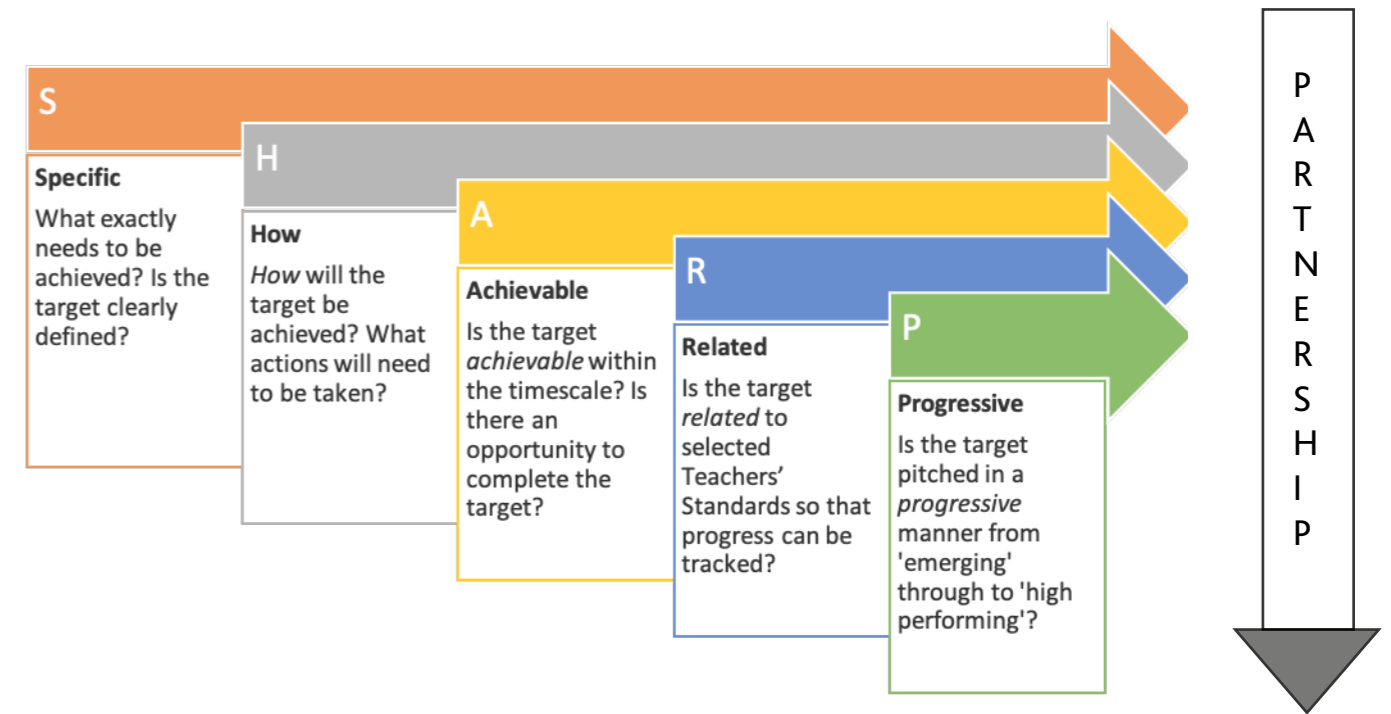 S
Specific
What exactly
needs to be
achieved? Is the
target clearly
defined?
H
How
How will the
target be
achieved? What
actions will need
to be taken?
A
Achievable
Is the target
achievable within
the timescale? Is
there an
opportunity to
complete the
target?
R
Related
Is the target
related to
selected
Teachers’
Standards so that
progress can be
tracked?
P
Progressive
Is the target
pitched in a
progressive
manner from
'emerging'
through to 'high
performing'?
P
A
R
T
N
E
R
S
H
I
P